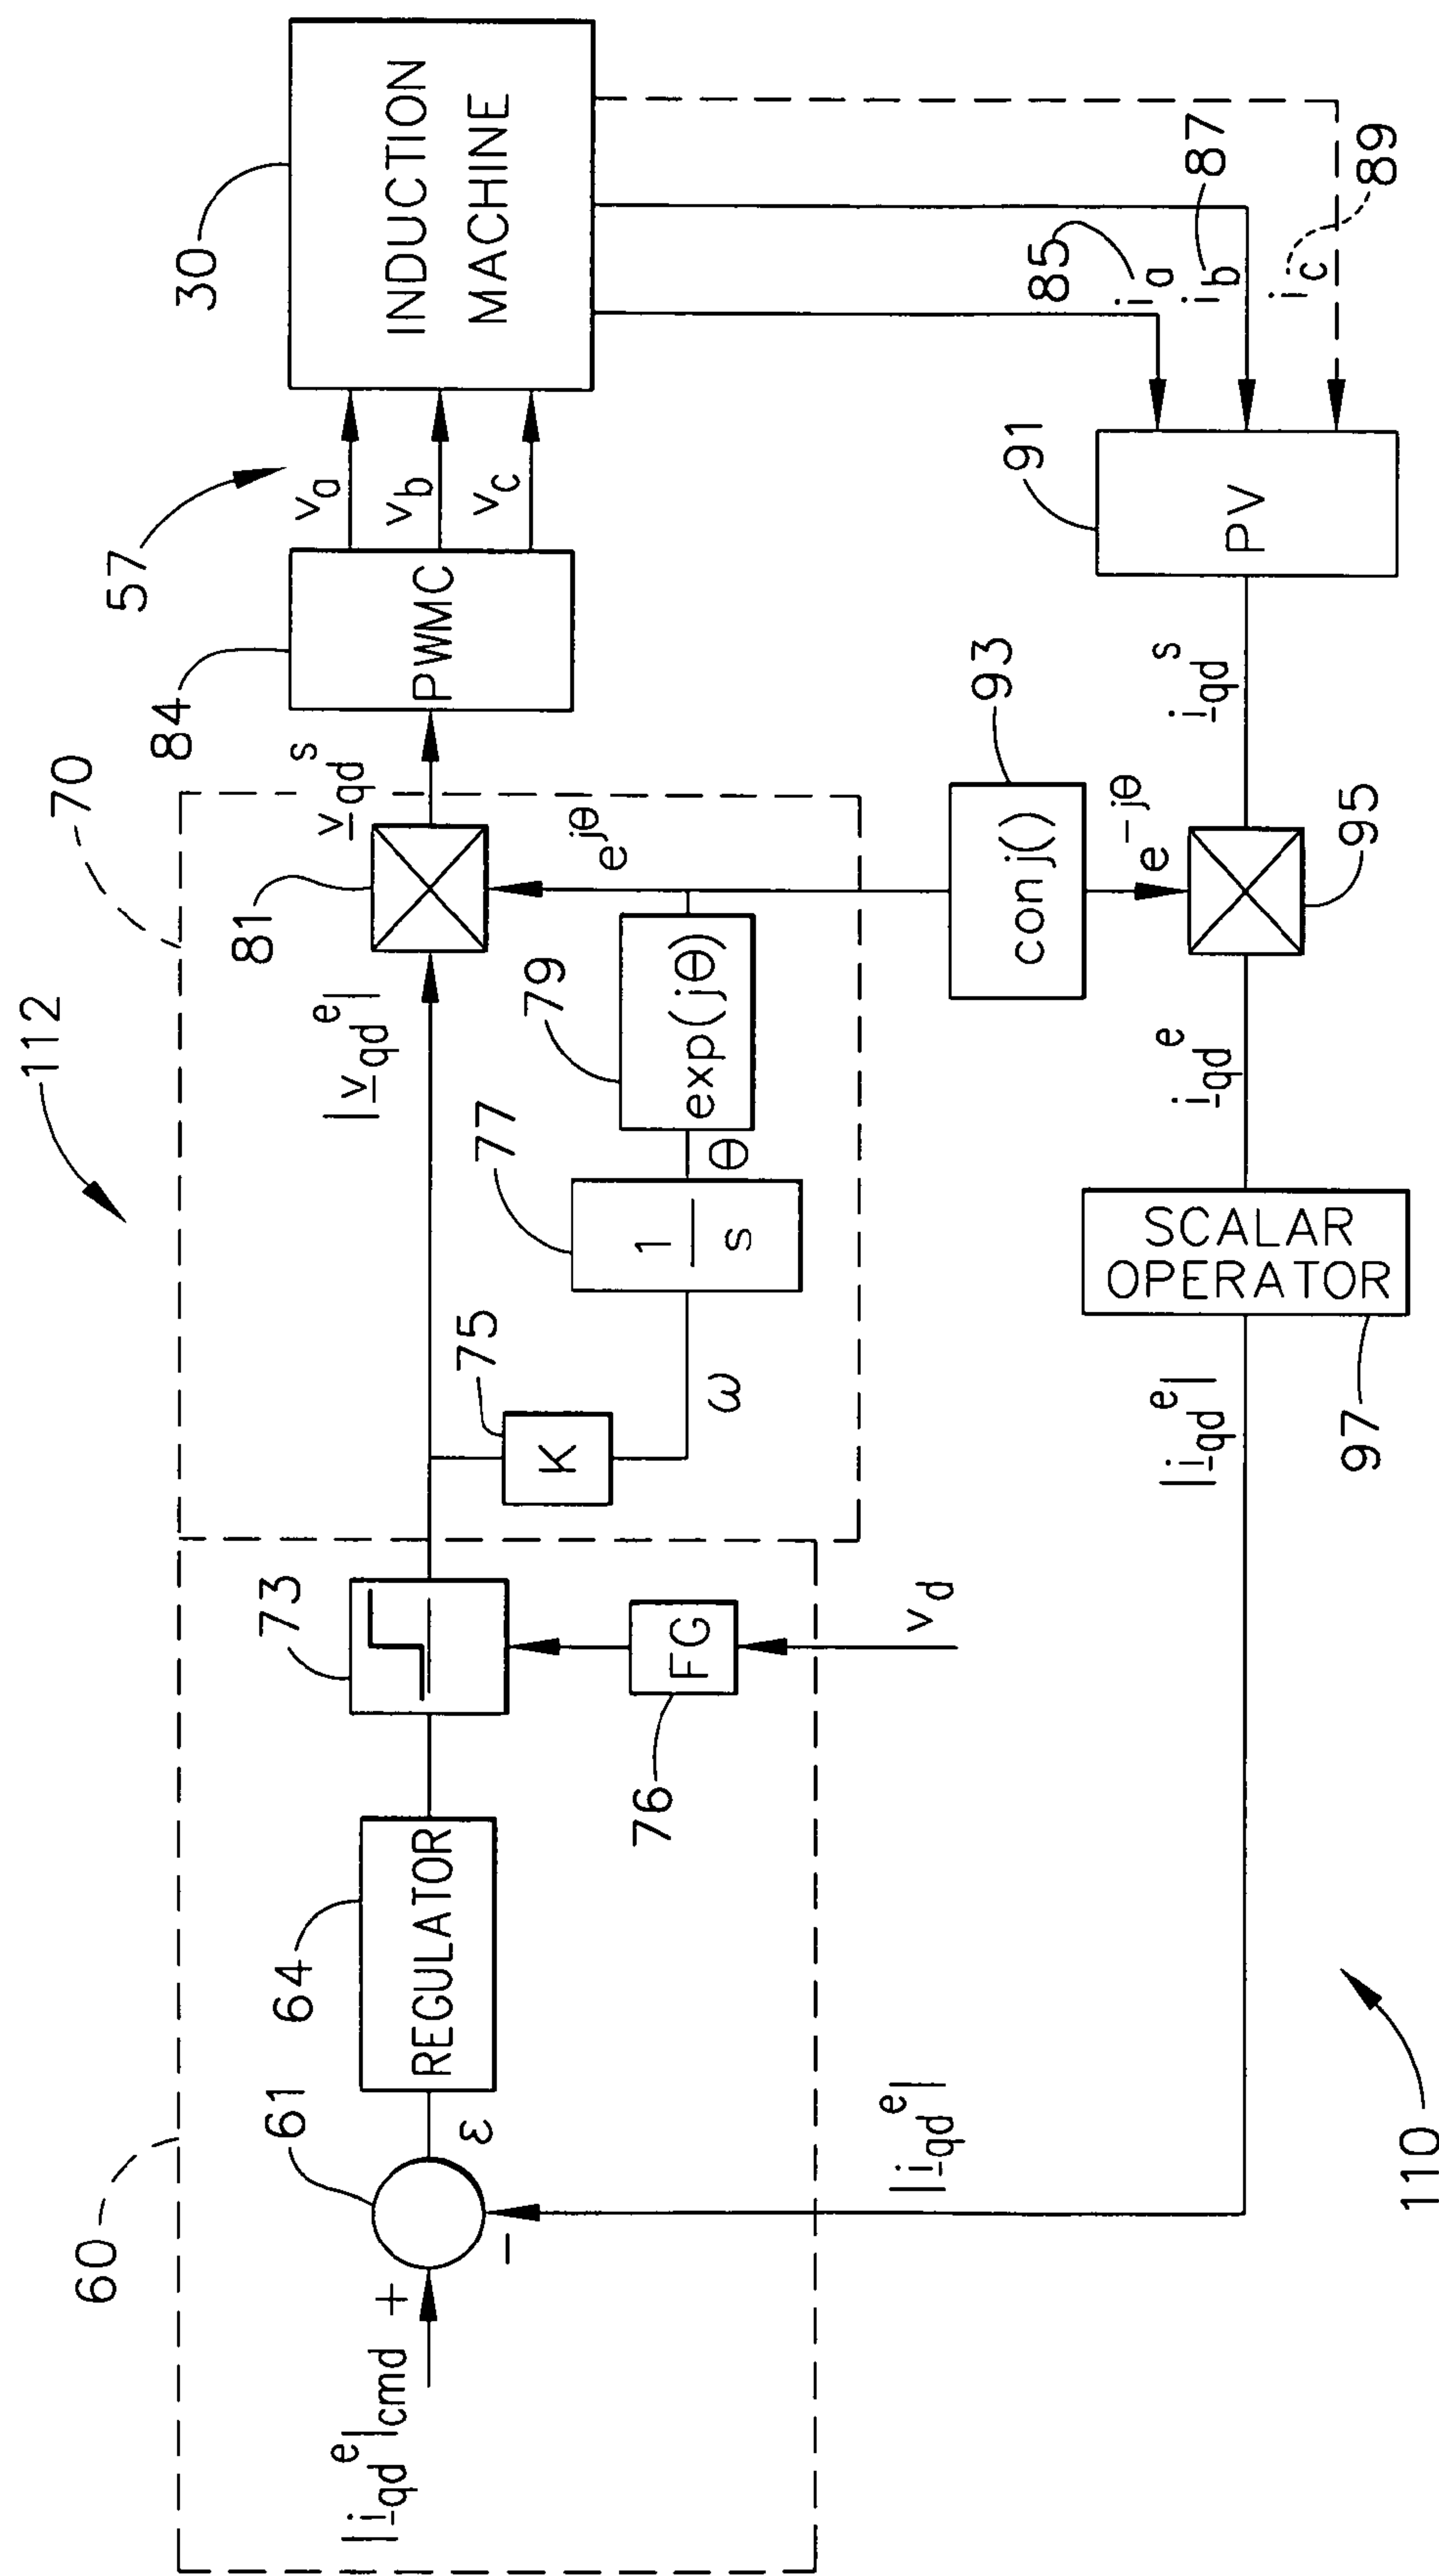 112
57
30
60
61
64
73
70
81
84
|i_qd^e|_cmd
+
-
ε
REGULATOR
|v_qd^e|
v_qd^s
PWMC
v_a
v_b
v_c
INDUCTION
MACHINE
75
K
ω
77
1
s
θ
79
exp(jθ)
e^jθ
76
FG
v_d
93
conj()
e^-jθ
85
i_a
i_b
87
i_c
89
91
PV
i_qd^s
95
i_qd^e
SCALAR
OPERATOR
97
|i_qd^e|
|i_qd^e|
110